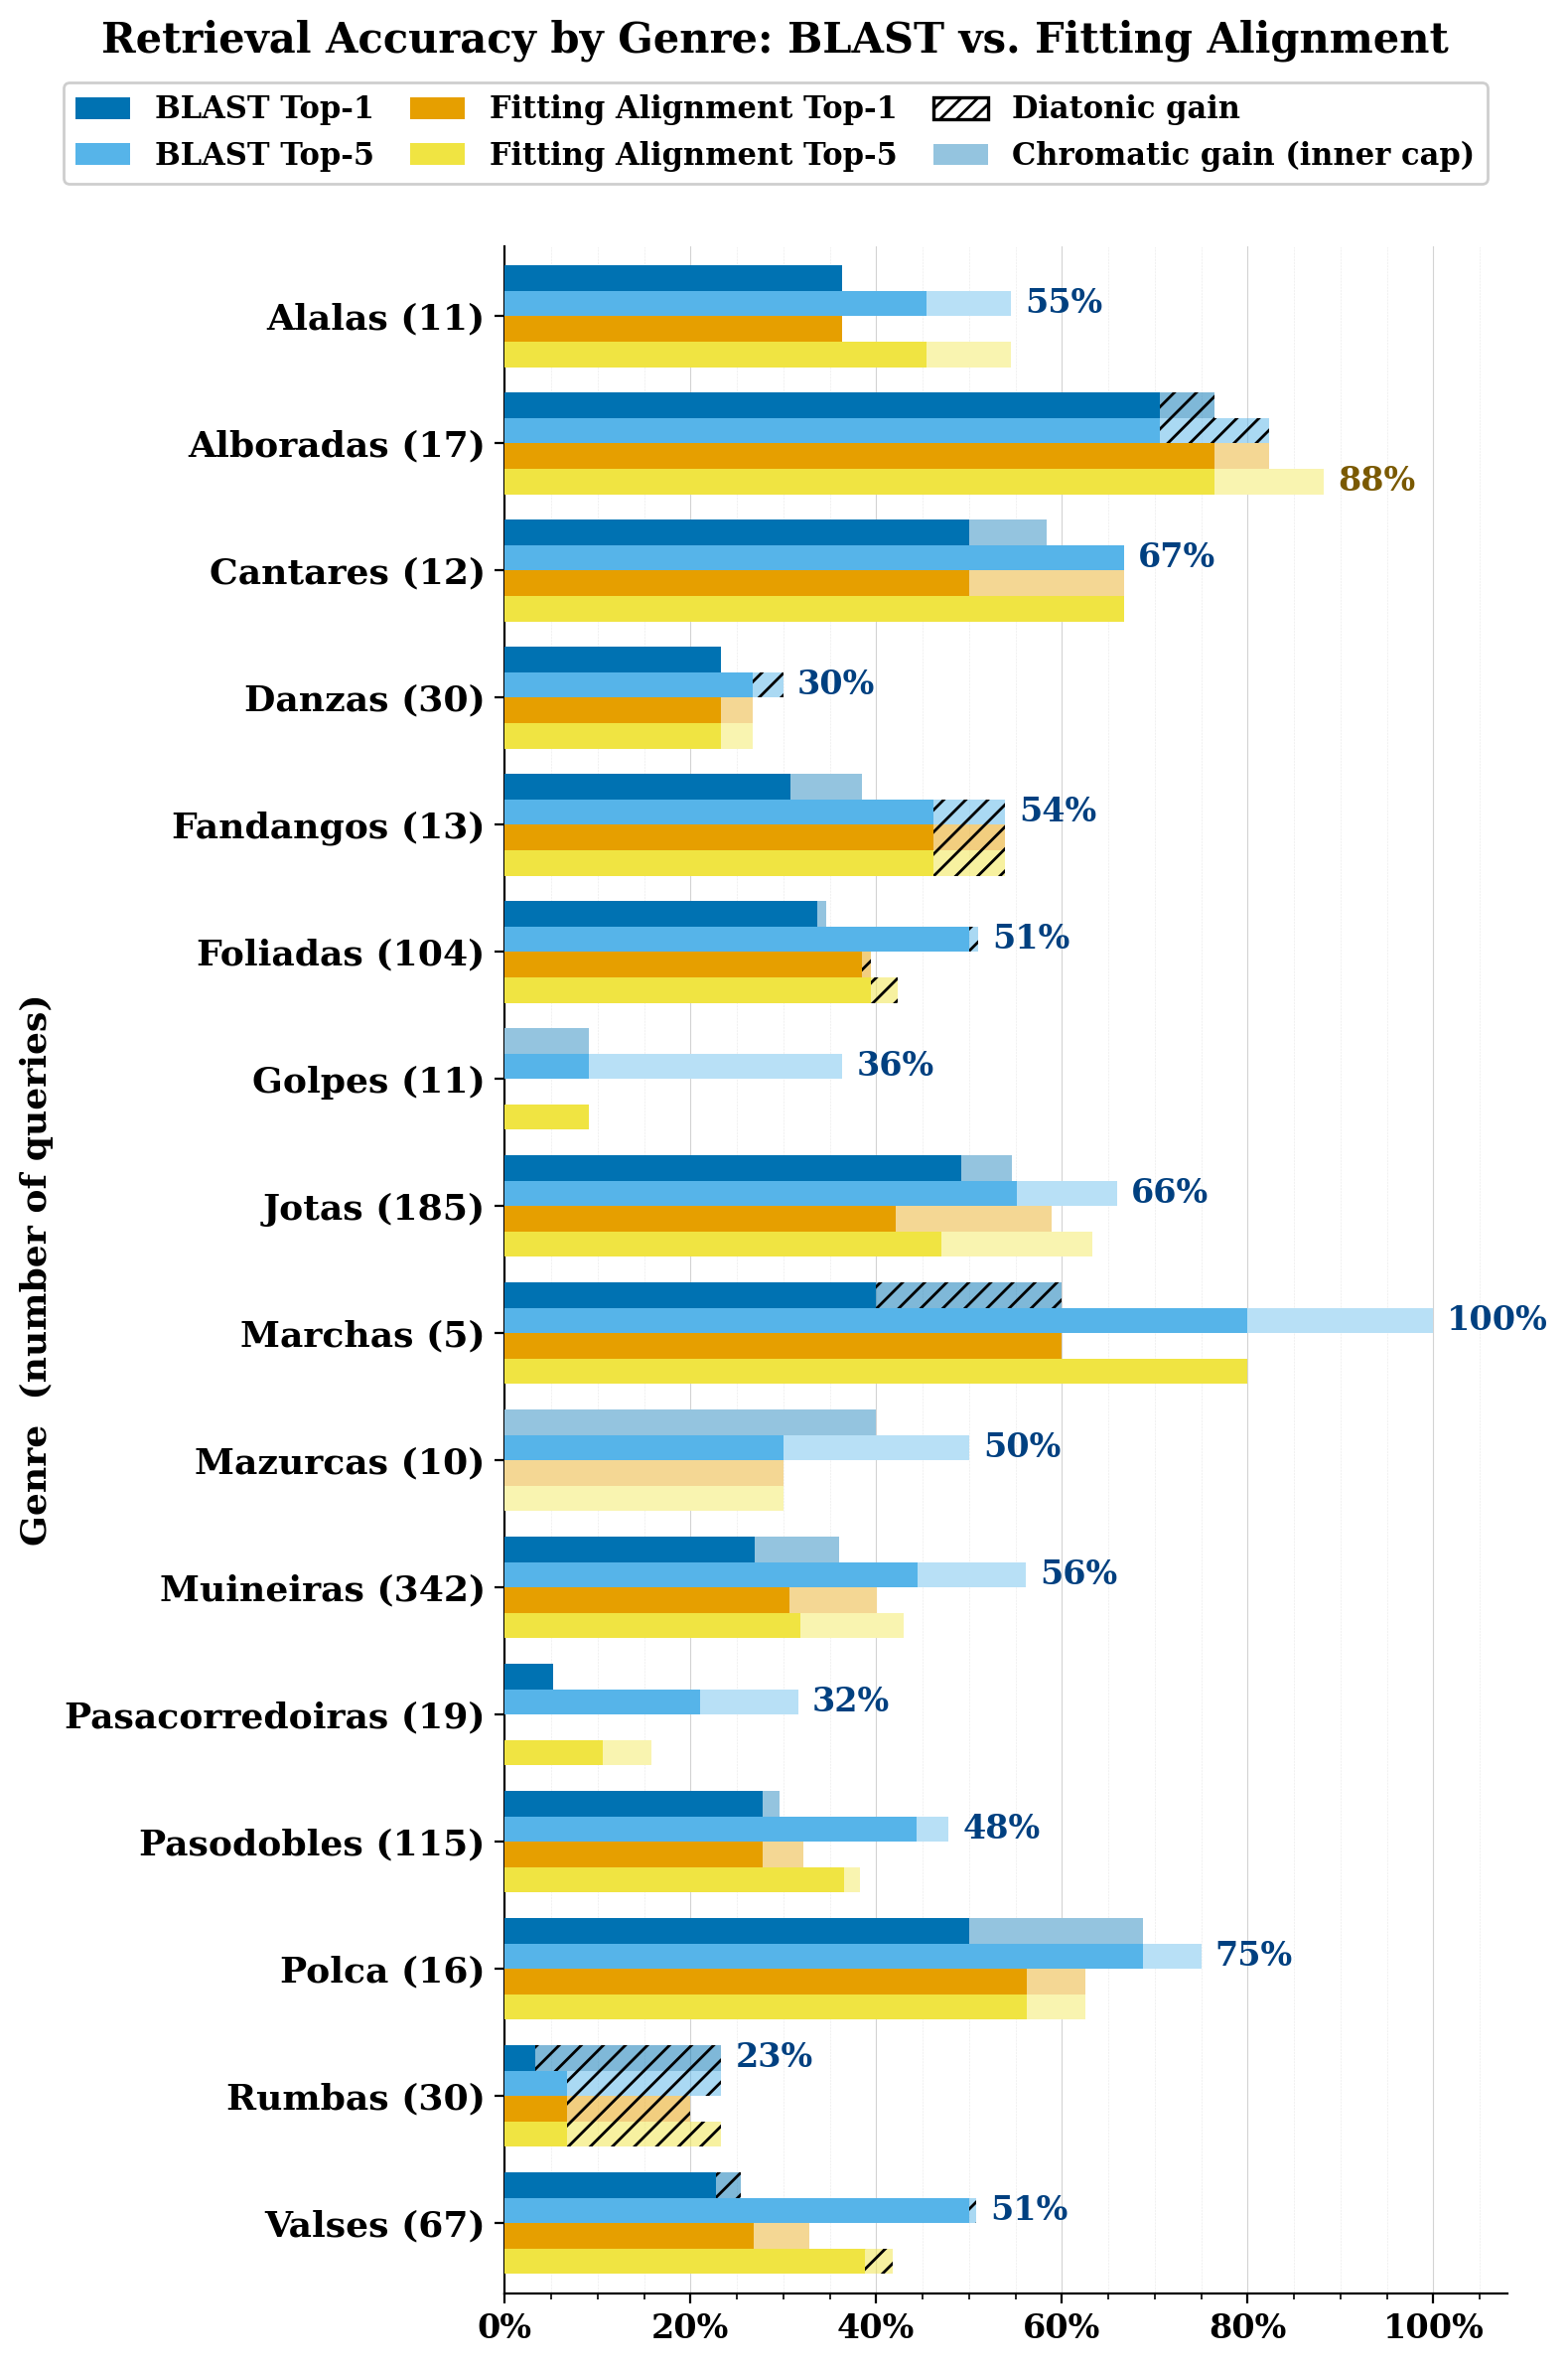 Retrieval Accuracy by Genre: BLAST vs. Fitting Alignment
BLAST Top-1
Fitting Alignment Top-1
Diatonic gain
BLAST Top-5
Fitting Alignment Top-5
Chromatic gain (inner cap)
Genre (number of queries)
Alalas (11)
55%
Alboradas (17)
88%
Cantares (12)
67%
Danzas (30)
30%
Fandangos (13)
54%
Foliadas (104)
51%
Golpes (11)
36%
Jotas (185)
66%
Marchas (5)
100%
Mazurcas (10)
50%
Muineiras (342)
56%
Pasacorredoiras (19)
32%
Pasodobles (115)
48%
Polca (16)
75%
Rumbas (30)
23%
Valses (67)
51%
0% 20% 40% 60% 80% 100%